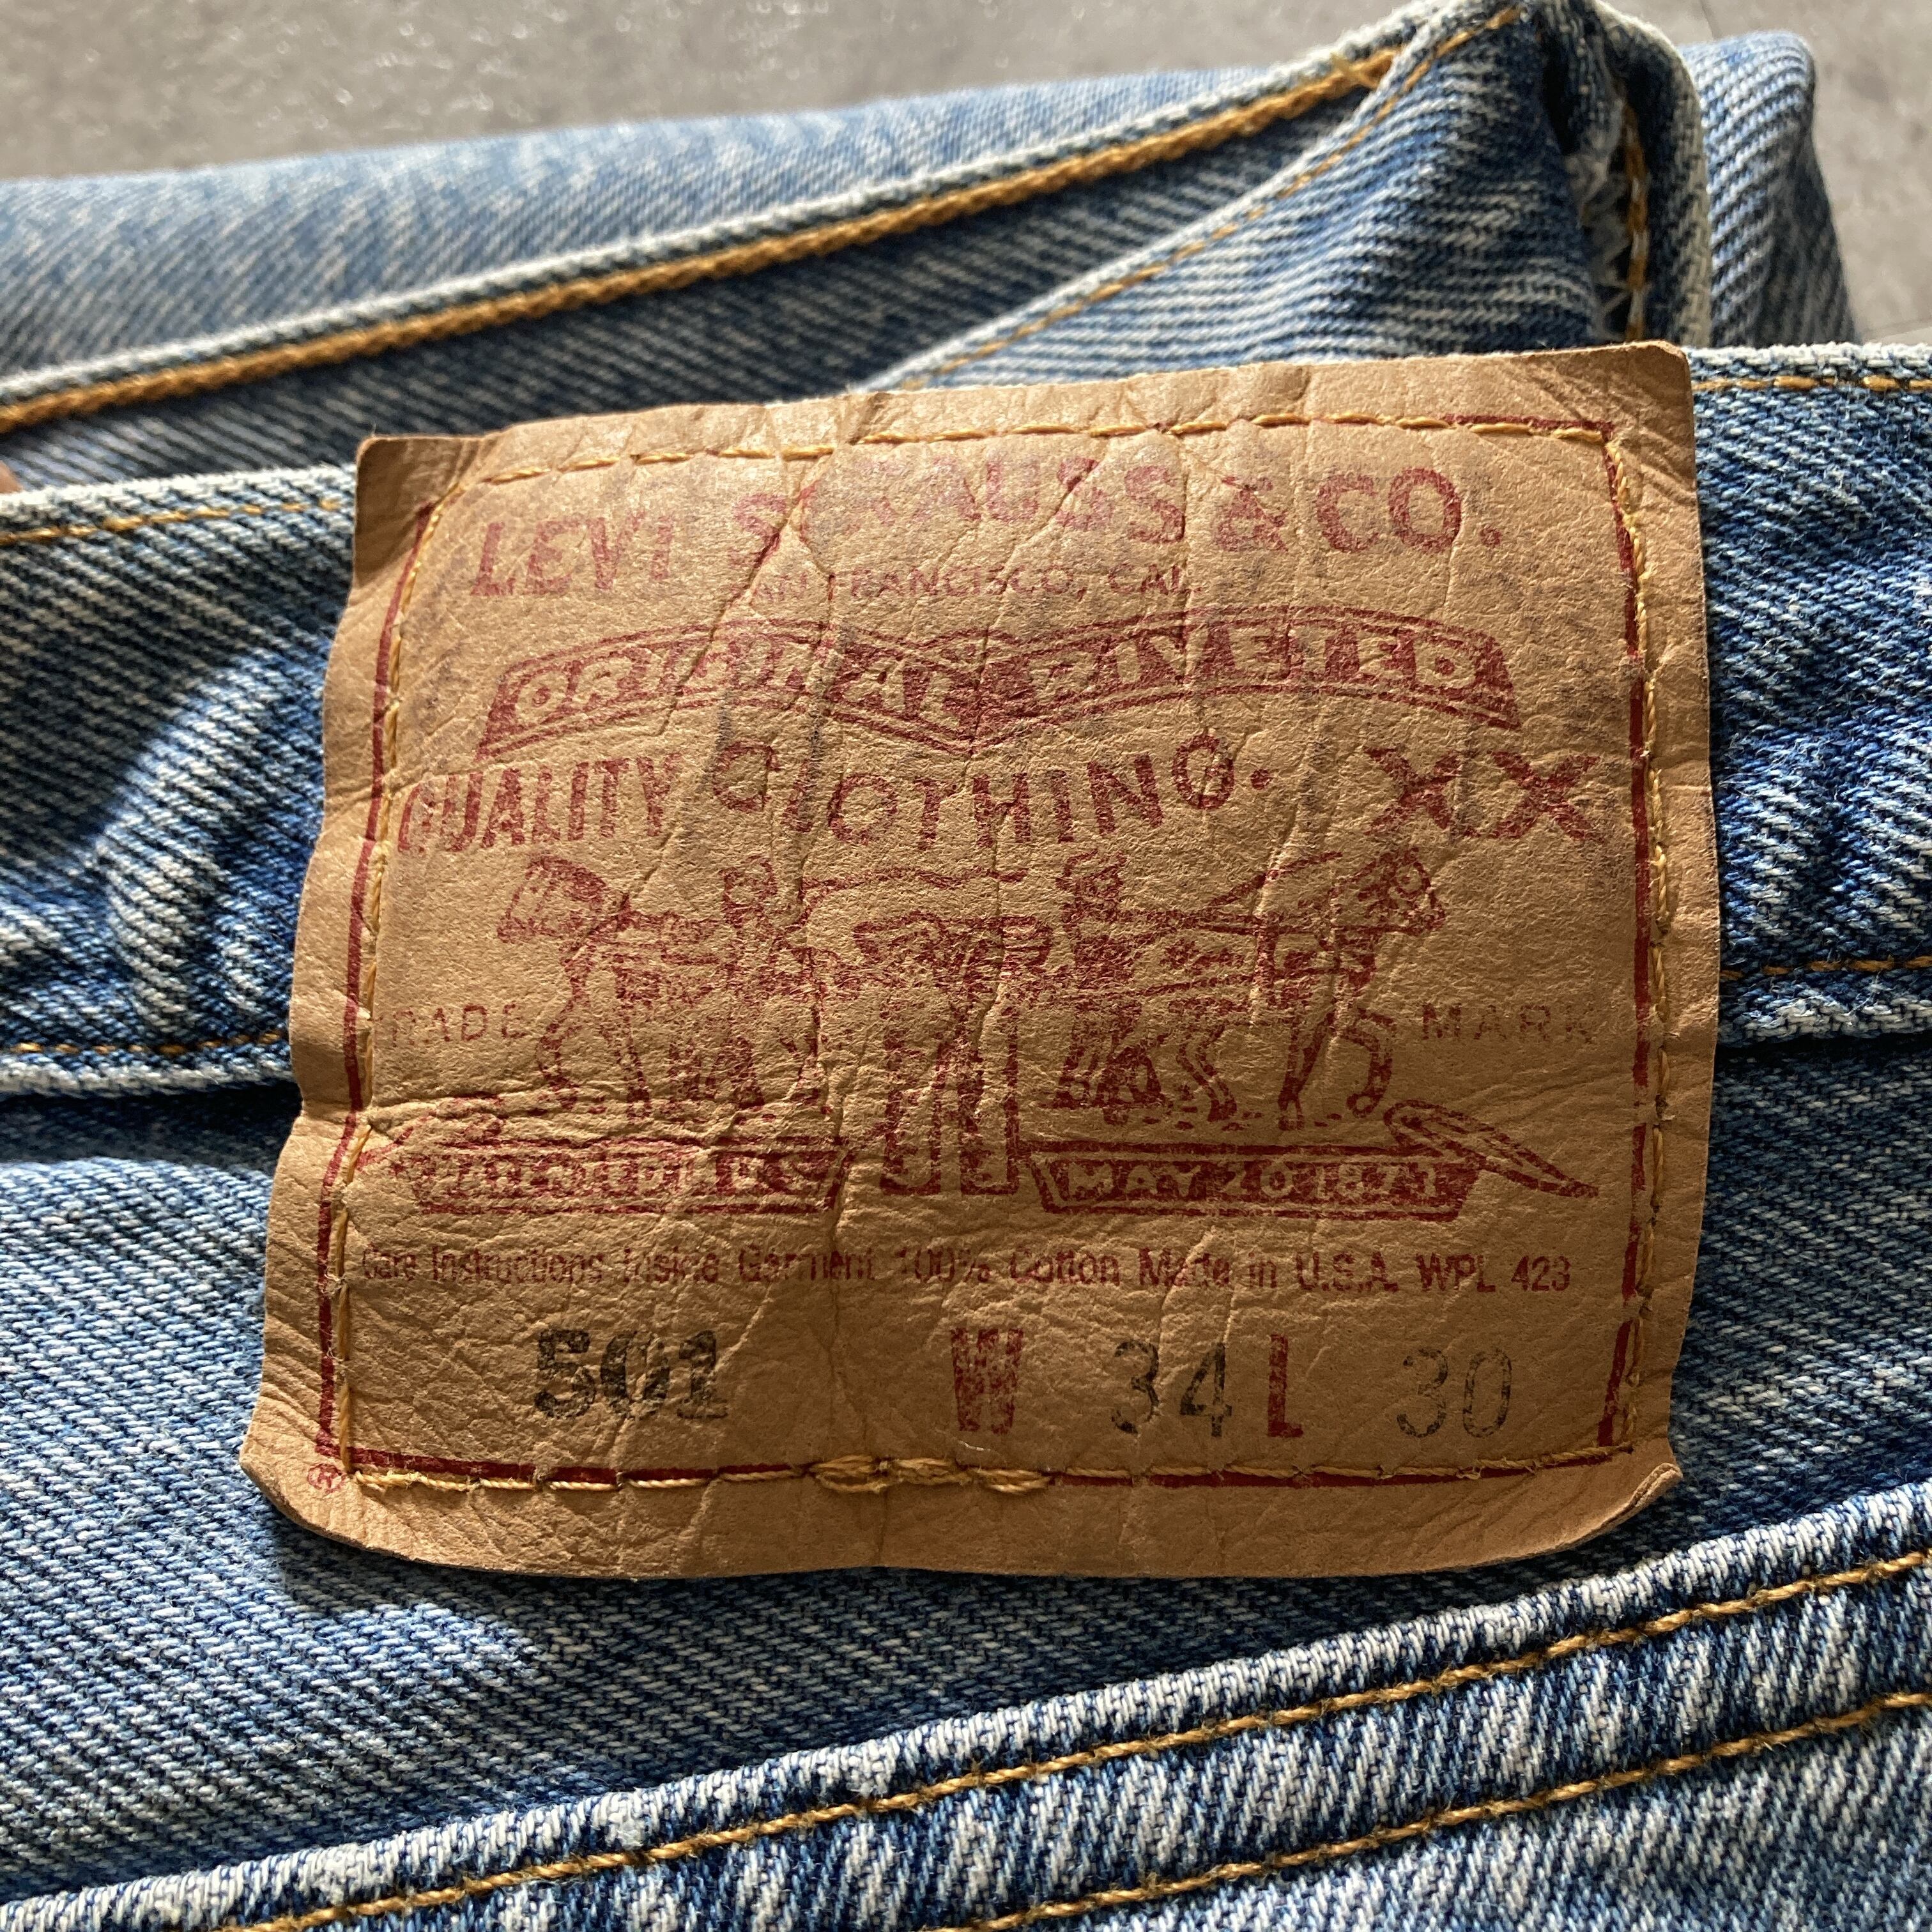 LEVI STRAUSS & CO.
SAN FRANCISCO, CAL.
ORIGINAL RIVETED
QUALITY CLOTHING. XX
TRADE MARK
MAY 20 1873
Care Instructions Inside Garment 100% Cotton Made in U.S.A. WPL 423
501 W 34 L 30
®